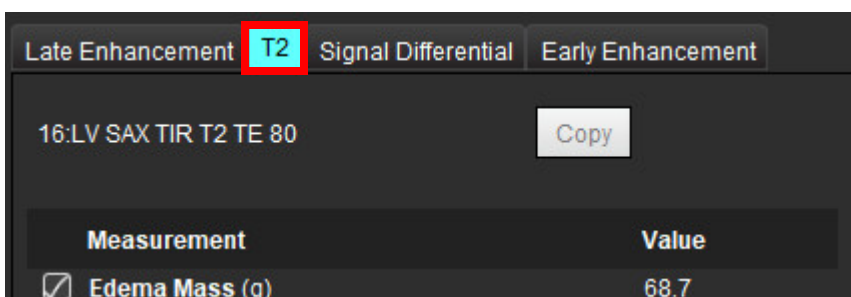 Late Enhancement T2 Signal Differential Early Enhancement
16:LV SAX TIR T2 TE 80 Copy
Measurement Value
Edema Mass (g) 68.7